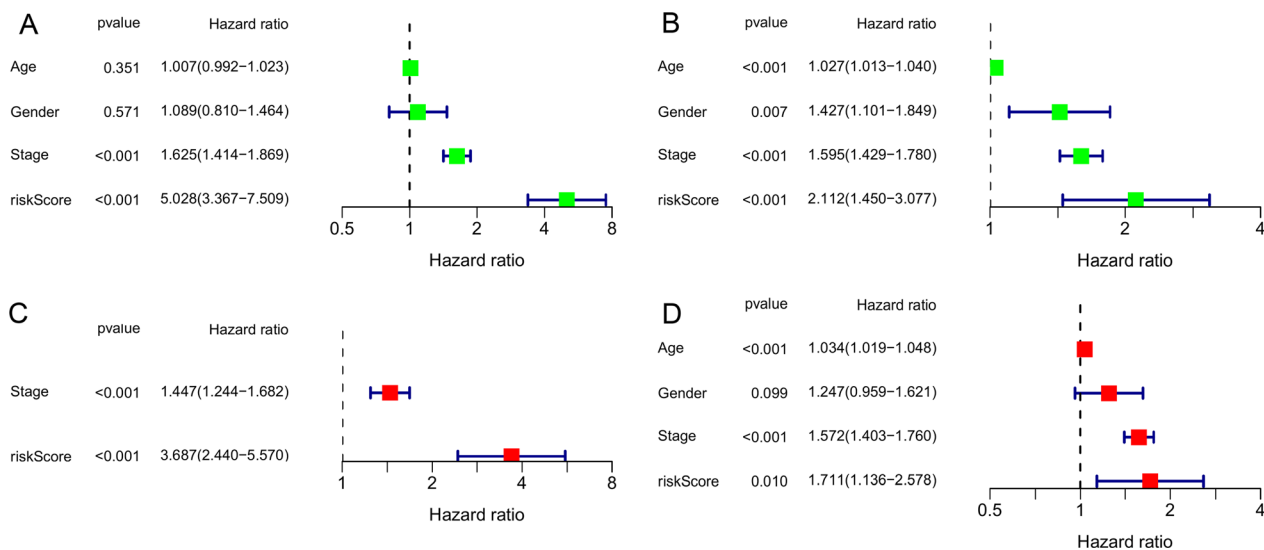 A
pvalue Hazard ratio
Age 0.351 1.007(0.992−1.023)
Gender 0.571 1.089(0.810−1.464)
Stage <0.001 1.625(1.414−1.869)
riskScore <0.001 5.028(3.367−7.509)
0.5 1 2 4 8
Hazard ratio
B
pvalue Hazard ratio
Age <0.001 1.027(1.013−1.040)
Gender 0.007 1.427(1.101−1.849)
Stage <0.001 1.595(1.429−1.780)
riskScore <0.001 2.112(1.450−3.077)
1 2 4
Hazard ratio
C
pvalue Hazard ratio
Stage <0.001 1.447(1.244−1.682)
riskScore <0.001 3.687(2.440−5.570)
1 2 4 8
Hazard ratio
D
pvalue Hazard ratio
Age <0.001 1.034(1.019−1.048)
Gender 0.099 1.247(0.959−1.621)
Stage <0.001 1.572(1.403−1.760)
riskScore 0.010 1.711(1.136−2.578)
0.5 1 2 4
Hazard ratio